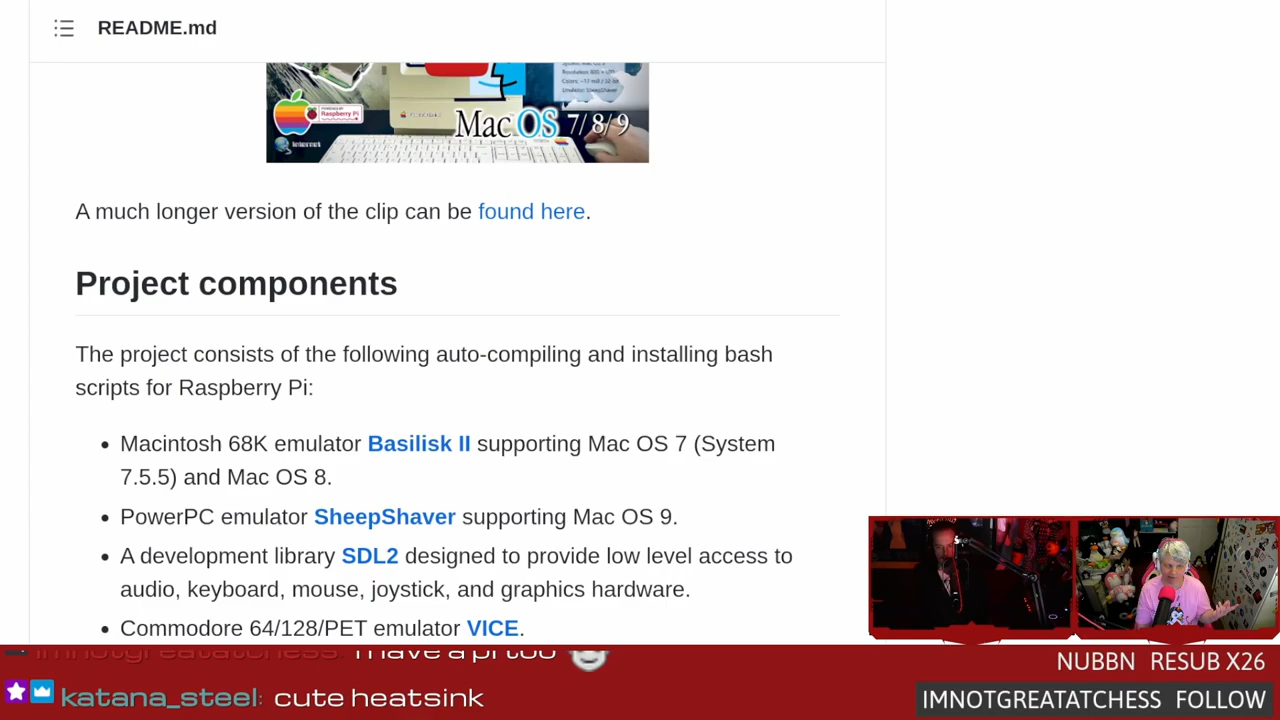 README.md
Raspberry Pi
Internet
Mac OS 7/8/9
A much longer version of the clip can be found here.
Project components
The project consists of the following auto-compiling and installing bash
scripts for Raspberry Pi:
• Macintosh 68K emulator Basilisk II supporting Mac OS 7 (System
7.5.5) and Mac OS 8.
• PowerPC emulator SheepShaver supporting Mac OS 9.
• A development library SDL2 designed to provide low level access to
audio, keyboard, mouse, joystick, and graphics hardware.
• Commodore 64/128/PET emulator VICE.
imnotgreatatchess: I have a pi too
katana_steel: cute heatsink
NUBBN RESUB X26
IMNOTGREATATCHESS FOLLOW